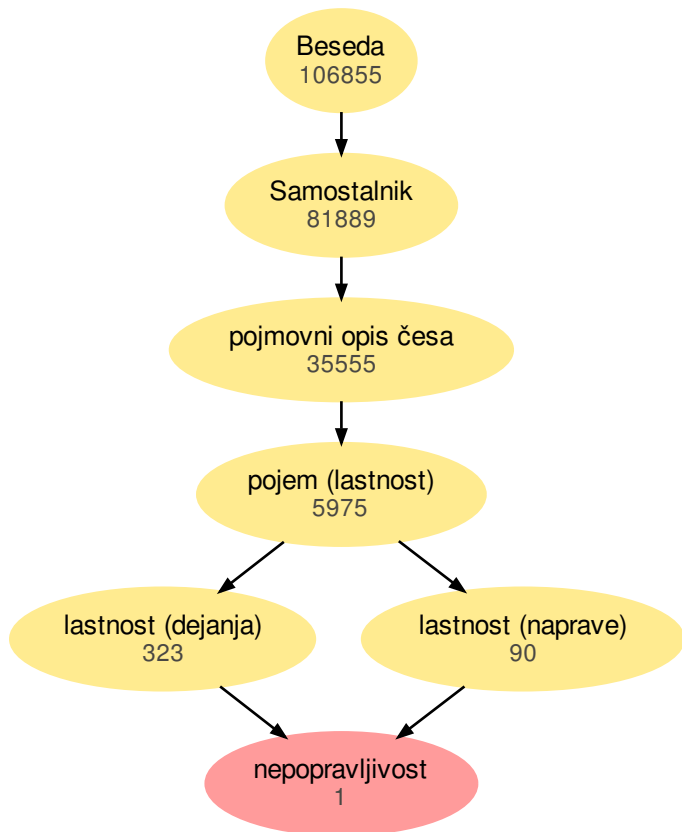 Beseda
106855
Samostalnik
81889
pojmovni opis česa
35555
pojem (lastnost)
5975
lastnost (dejanja)
323
lastnost (naprave)
90
nepopravljivost
1